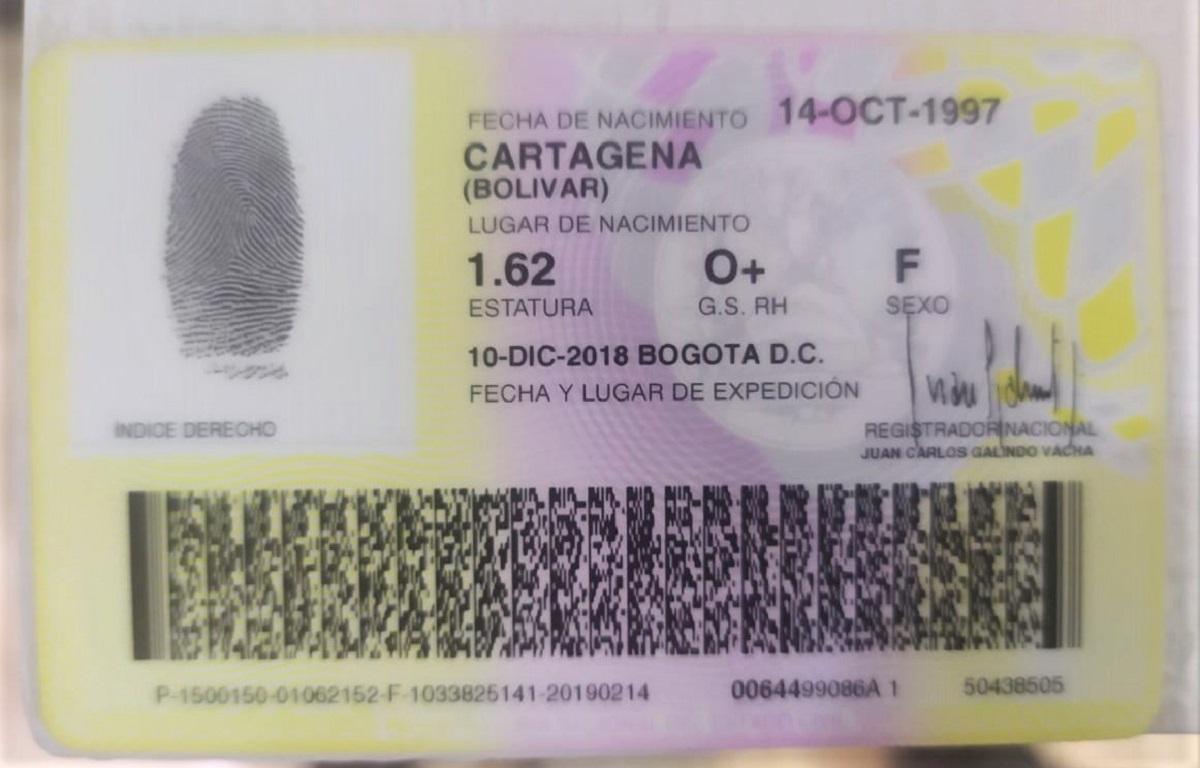 FECHA DE NACIMIENTO 14-OCT-1997
CARTAGENA
(BOLIVAR)
LUGAR DE NACIMIENTO
1.62 O+ F
ESTATURA G.S. RH SEXO
10-DIC-2018 BOGOTA D.C.
FECHA Y LUGAR DE EXPEDICIÓN
INDICE DERECHO
REGISTRADOR NACIONAL
JUAN CARLOS GALINDO VACHA
P-1500150-01062152-F-1033825141-20190214 0064499086A 1 50438505